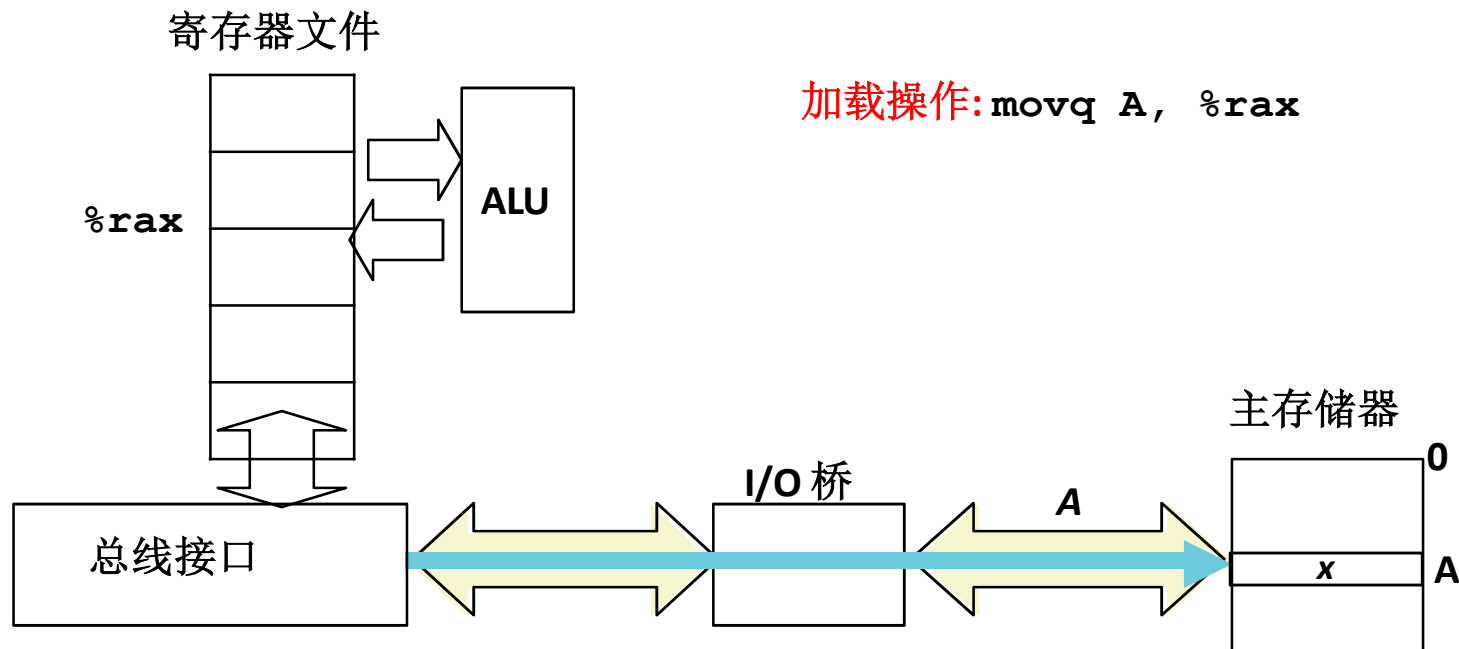 寄存器文件
加载操作: movq A, %rax
ALU
%rax
主存储器
0
I/O 桥
A
总线接口
x
A